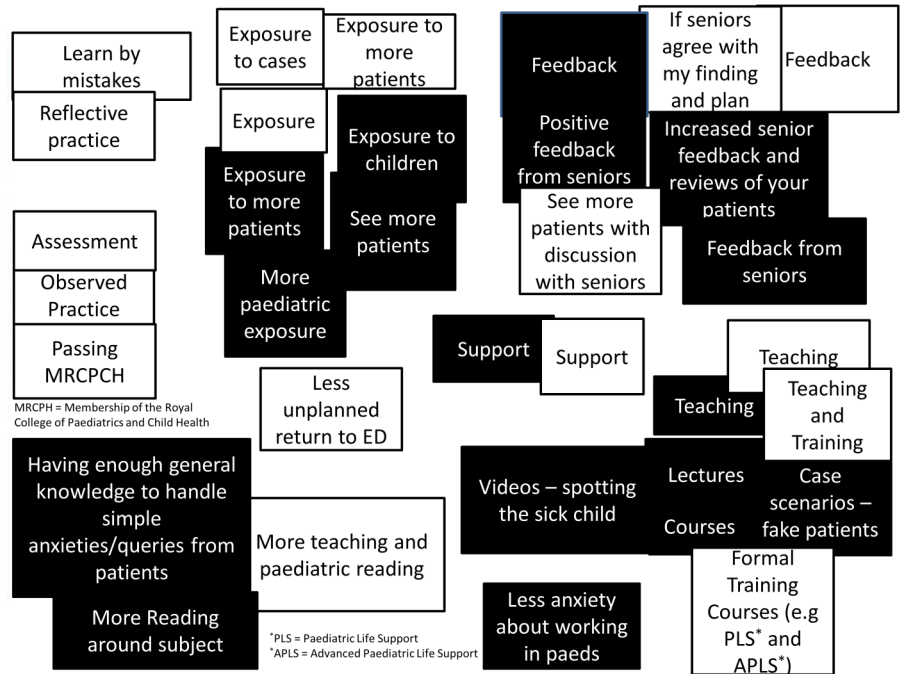 Learn by
mistakes
Reflective
practice
Exposure
to cases
Exposure to
more
patients
Exposure
Exposure to
children
Exposure
to more
patients
See more
patients
More
paediatric
exposure
Feedback
If seniors
agree with
my finding
and plan
Feedback
Positive
feedback
from seniors
Increased senior
feedback and
reviews of your
patients
See more
patients with
discussion
with seniors
Feedback from
seniors
Assessment
Observed
Practice
Passing
MRCPCH
MRCPH = Membership of the Royal
College of Paediatrics and Child Health
Less
unplanned
return to ED
Support
Support
Teaching
Teaching
Teaching
and
Training
Having enough general
knowledge to handle
simple
anxieties/queries from
patients
More teaching and
paediatric reading
More Reading
around subject
Videos – spotting
the sick child
Lectures
Courses
Case
scenarios –
fake patients
Formal
Training
Courses (e.g
PLS* and
APLS*)
Less anxiety
about working
in paeds
*PLS = Paediatric Life Support
*APLS = Advanced Paediatric Life Support